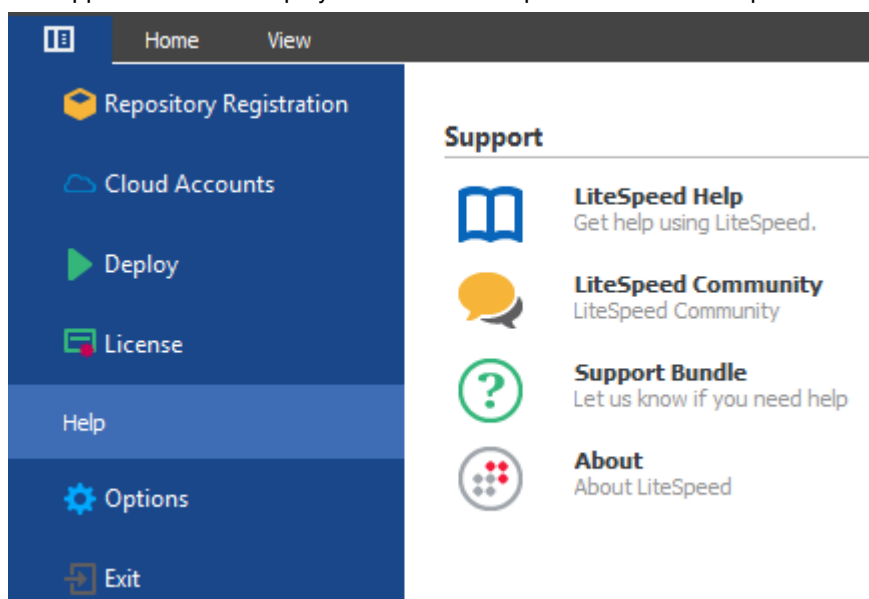 Home View
Repository Registration
Cloud Accounts
Deploy
License
Help
Options
Exit
Support
LiteSpeed Help
Get help using LiteSpeed.
LiteSpeed Community
LiteSpeed Community
Support Bundle
Let us know if you need help
About
About LiteSpeed